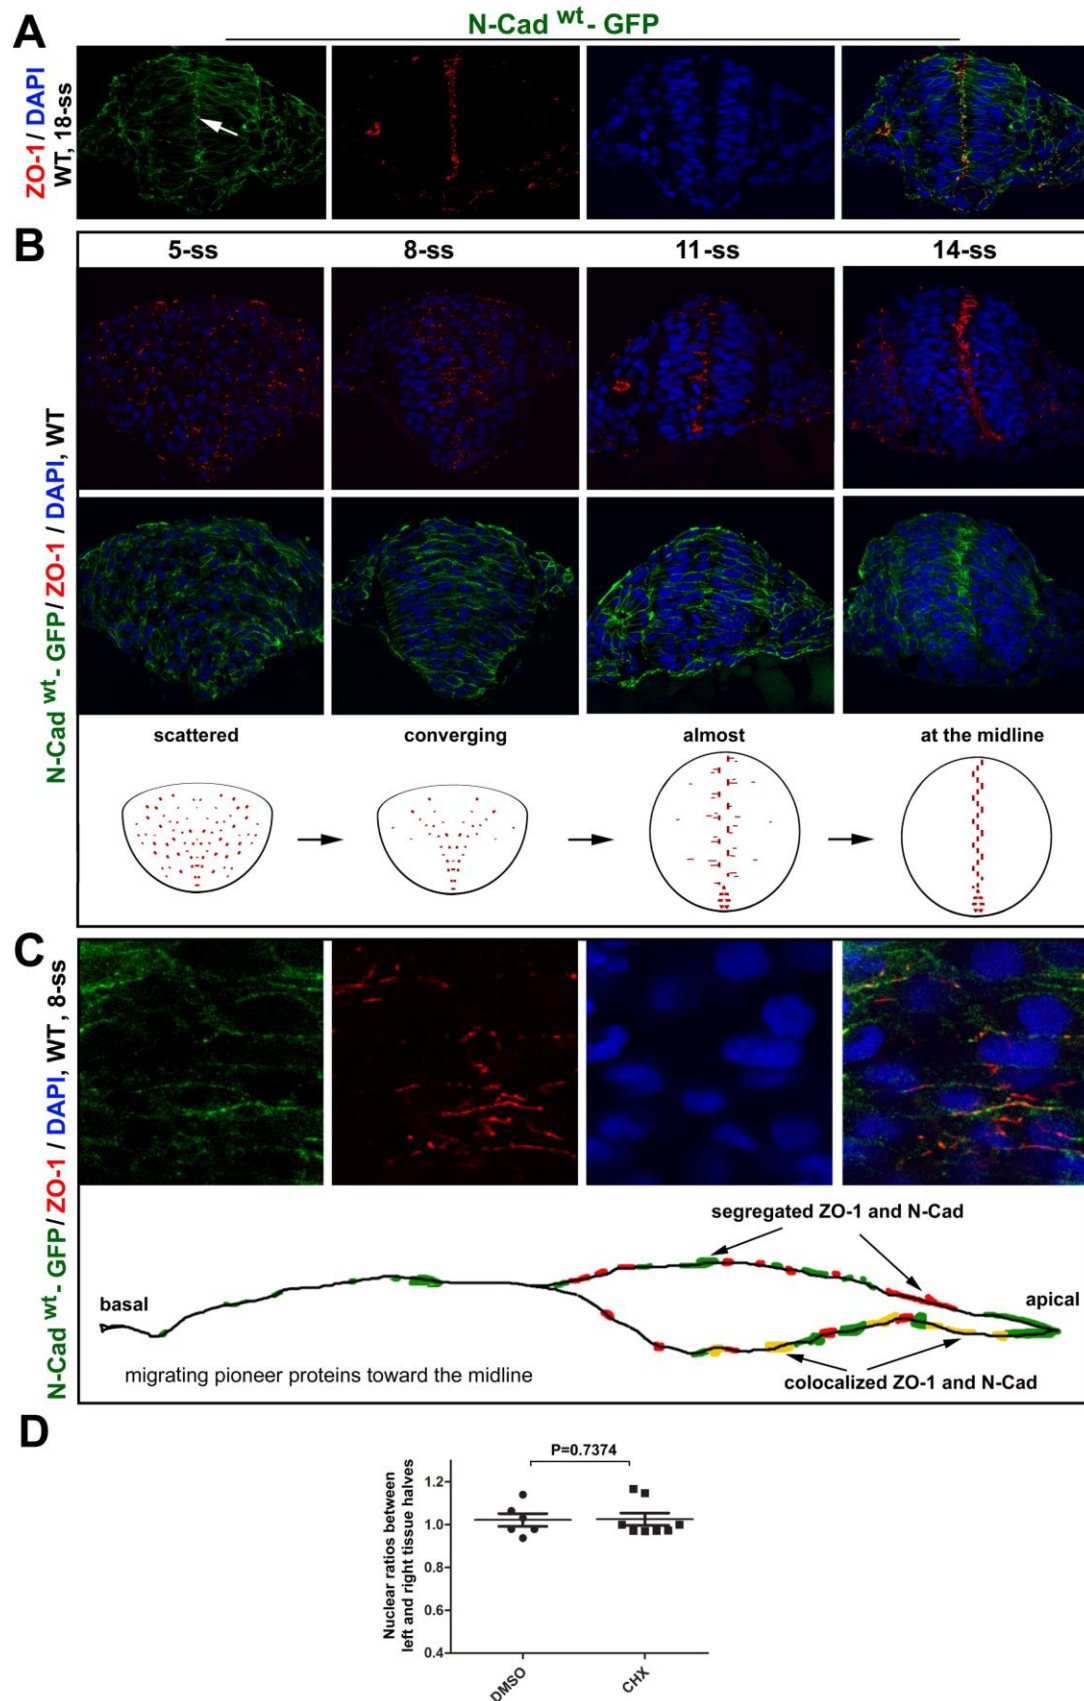 A
N-Cad wt - GFP
ZO-1 / DAPI
WT, 18-ss
B
5-ss 8-ss 11-ss 14-ss
N-Cad wt - GFP / ZO-1 / DAPI, WT
scattered converging almost at the midline
C
N-Cad wt - GFP / ZO-1 / DAPI, WT, 8-ss
segregated ZO-1 and N-Cad
basal
apical
migrating pioneer proteins toward the midline
colocalized ZO-1 and N-Cad
D
P=0.7374
Nuclear ratios between
left and right tissue halves
1.2
1.0
0.8
0.6
0.4
DMSO CHX